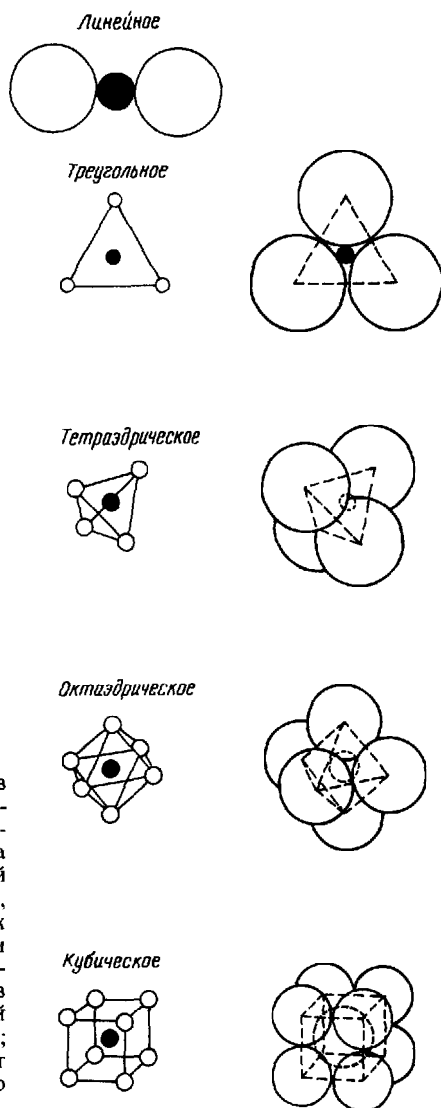 Линейное
Треугольное
Тетраэдрическое
Октаэдрическое
в
-
-
а
й
,
х
и
-
Кубическое
в
й
;
т
о